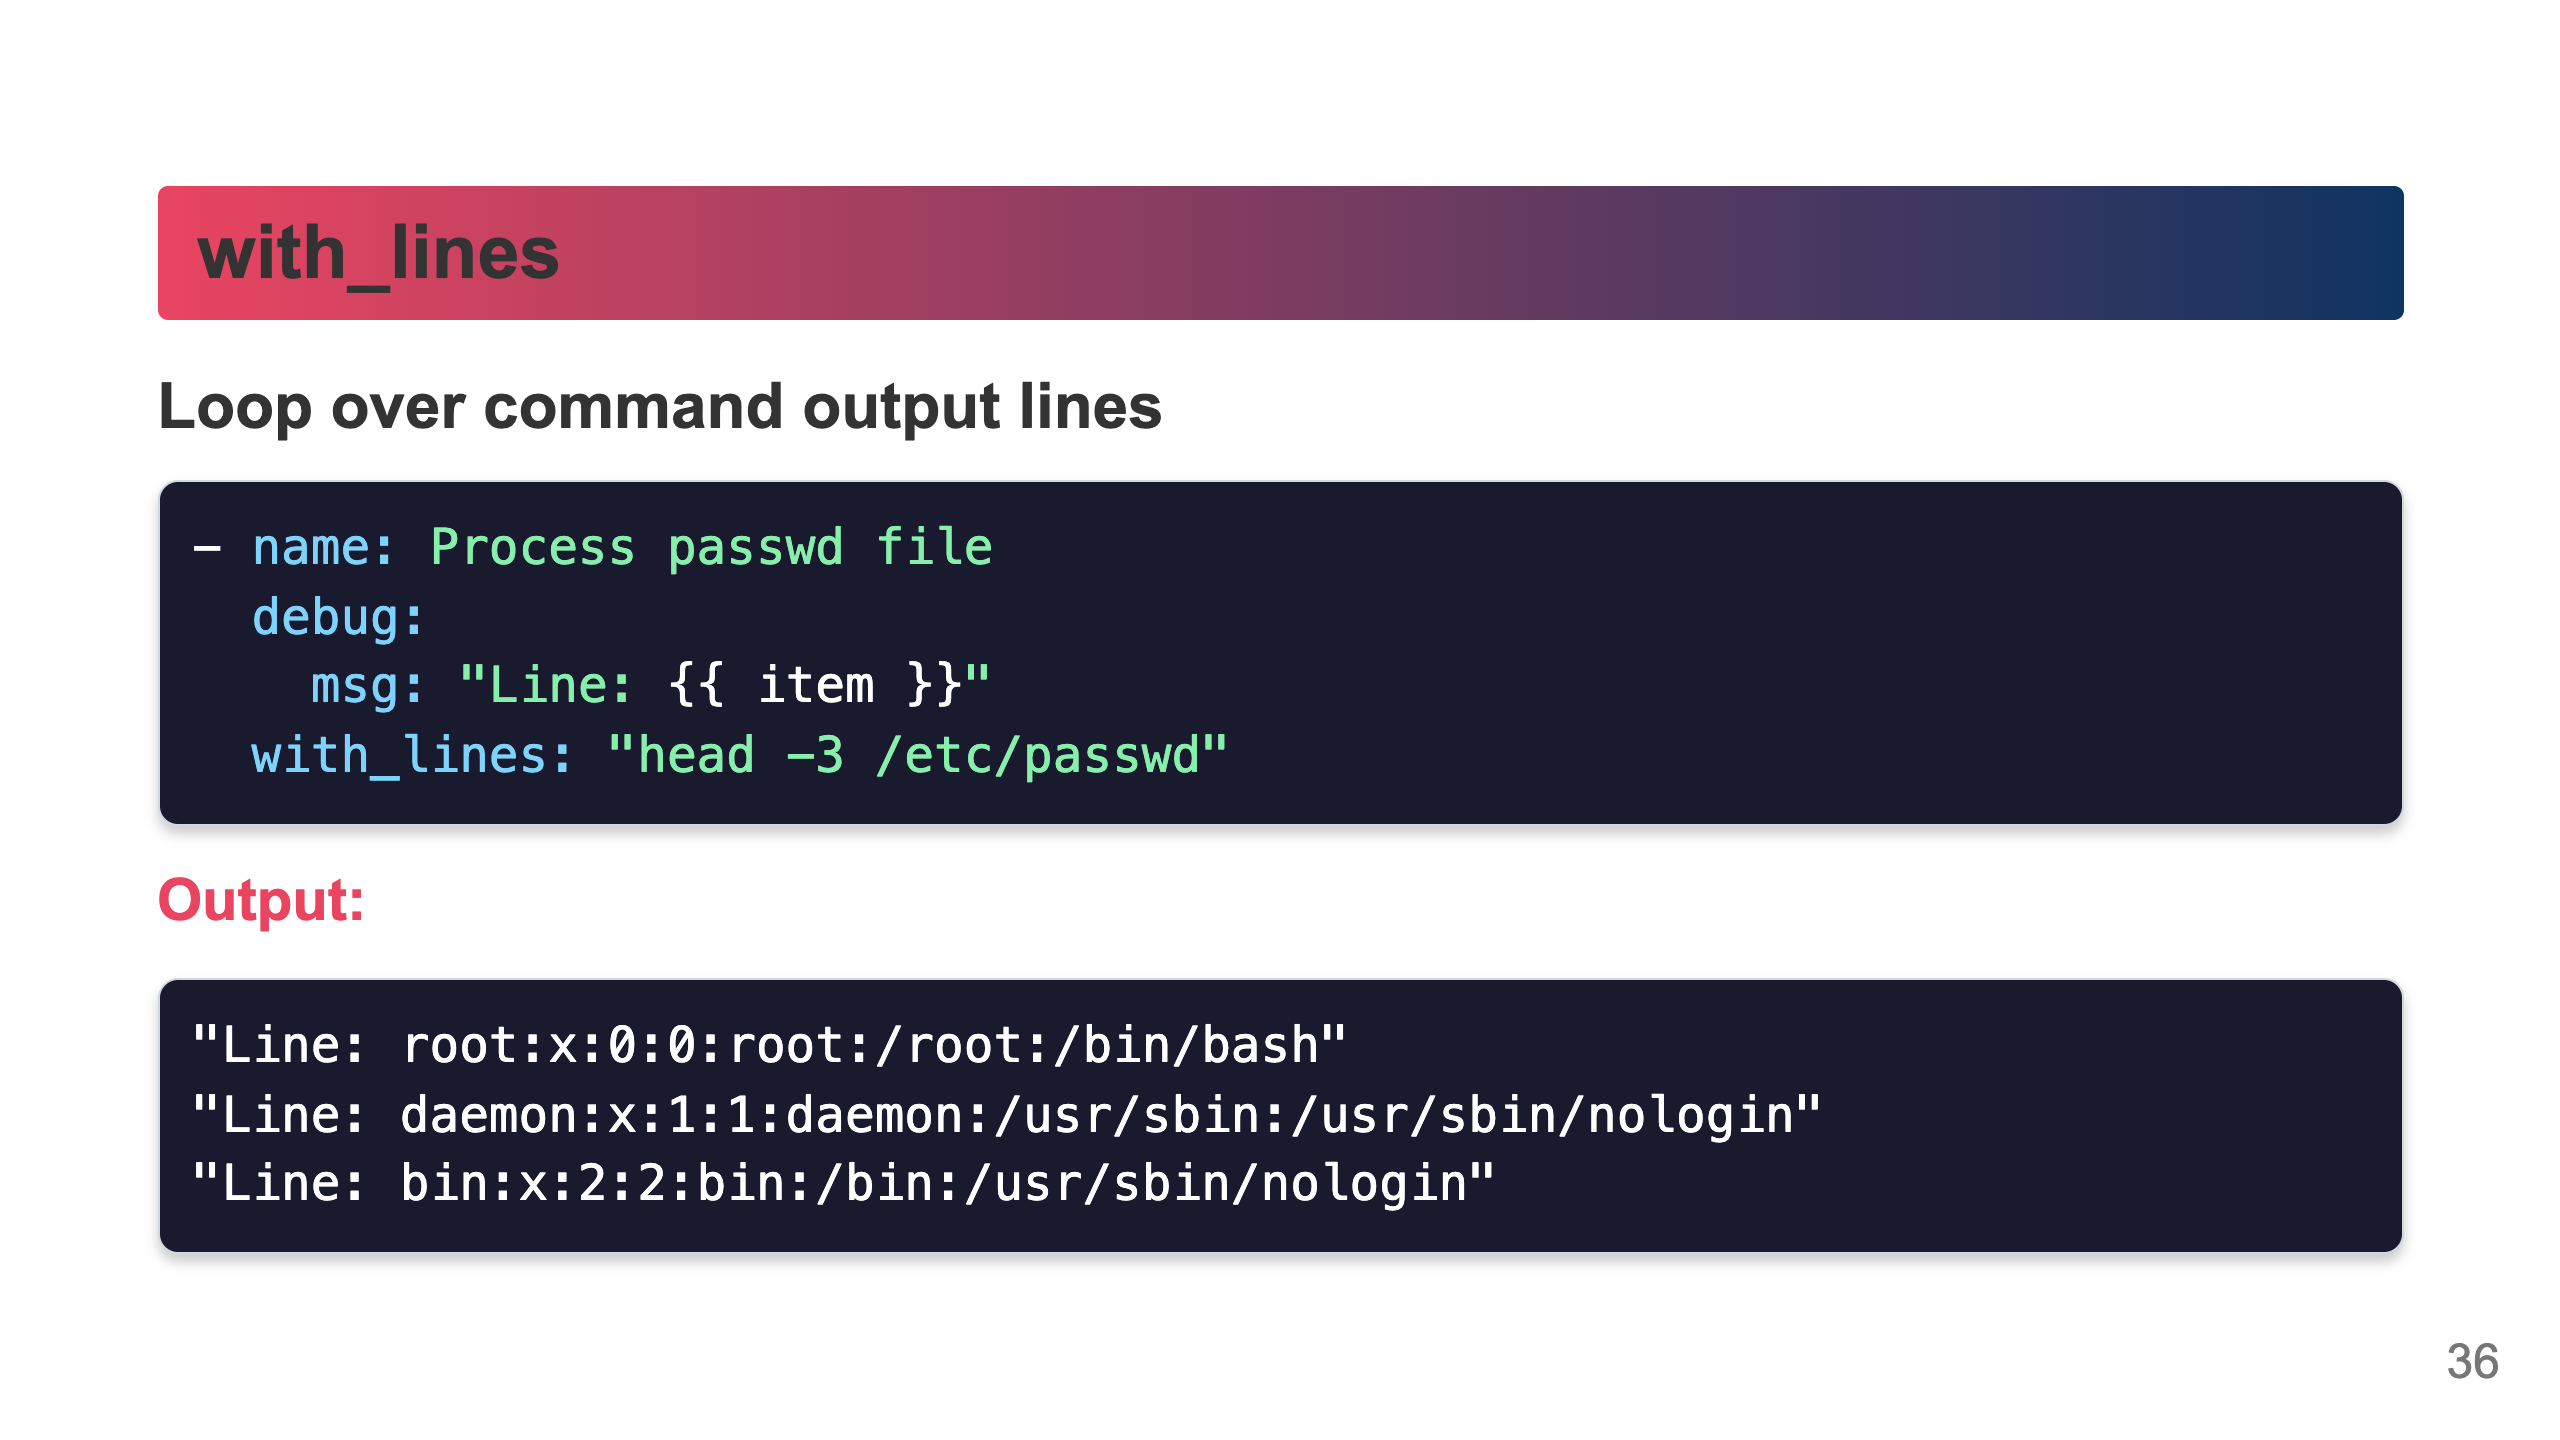 with_lines
Loop over command output lines
- name: Process passwd file
  debug:
    msg: "Line: {{ item }}"
  with_lines: "head -3 /etc/passwd"
Output:
"Line: root:x:0:0:root:/root:/bin/bash"
"Line: daemon:x:1:1:daemon:/usr/sbin:/usr/sbin/nologin"
"Line: bin:x:2:2:bin:/bin:/usr/sbin/nologin"
36